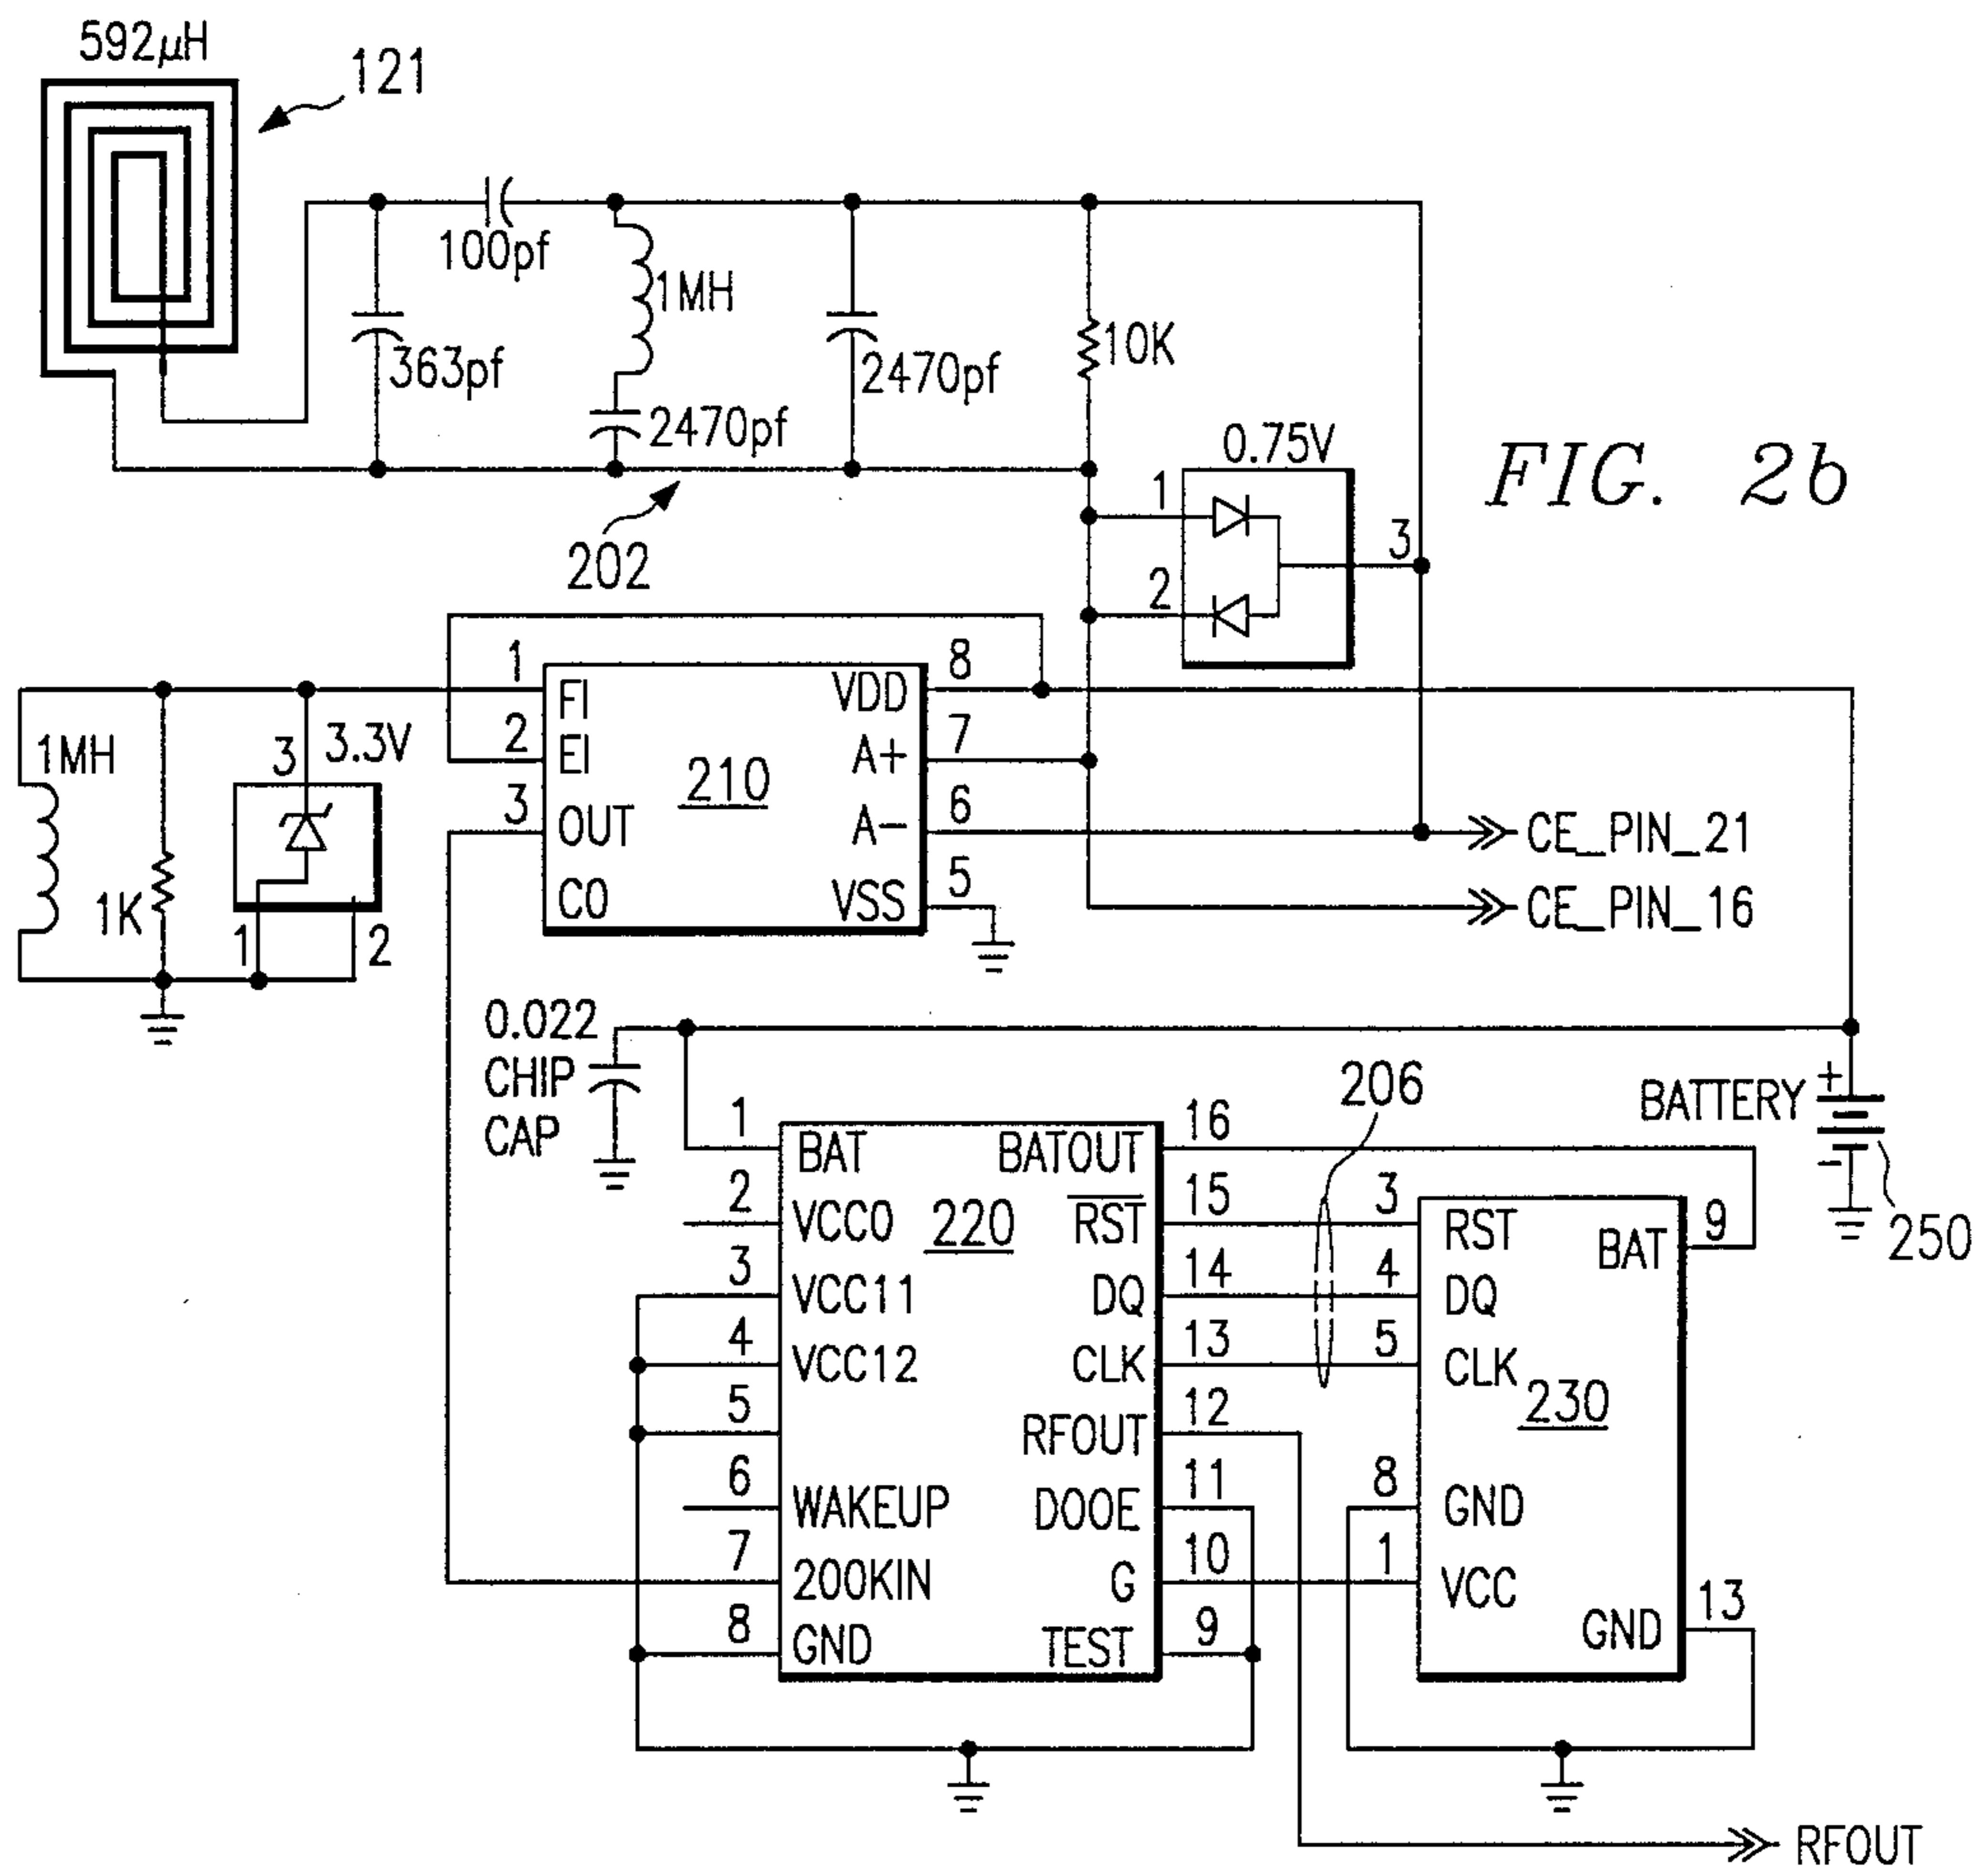 592µH
121
100pf
1MH
363pf
2470pf
2470pf
10K
202
0.75V
1
2
3
FIG. 2b
1MH
1K
3
3.3V
1
2
1
2
3
FI
EI
OUT
CO
210
VDD
A+
A-
VSS
8
7
6
5
CE_PIN_21
CE_PIN_16
0.022
CHIP
CAP
206
BATTERY
+
-
250
1
2
3
4
5
6
7
8
BAT
VCC0
VCC11
VCC12
WAKEUP
200KIN
GND
220
BATOUT
RST
DQ
CLK
RFOUT
DOOE
G
TEST
16
15
14
13
12
11
10
9
3
4
5
8
1
RST
DQ
CLK
GND
VCC
230
BAT
GND
9
13
RFOUT